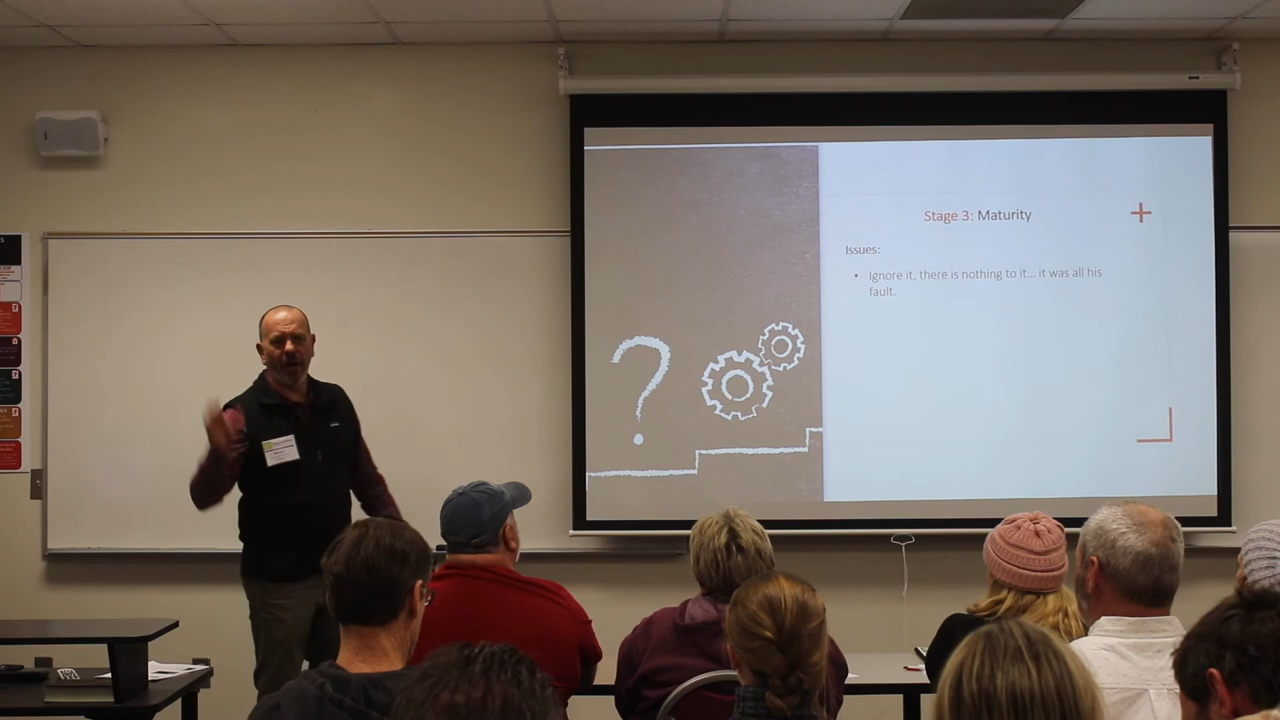 Stage 3: Maturity
Issues:
• Ignore it, there is nothing to it... it was all his
fault.